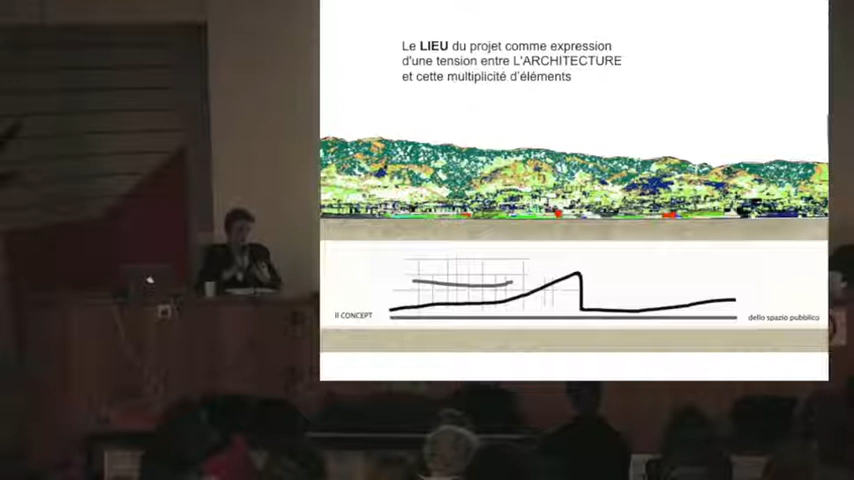 Le LIEU du projet comme expression
d'une tension entre L'ARCHITECTURE
et cette multiplicité d'éléments
Il CONCEPT
dello spazio pubblico